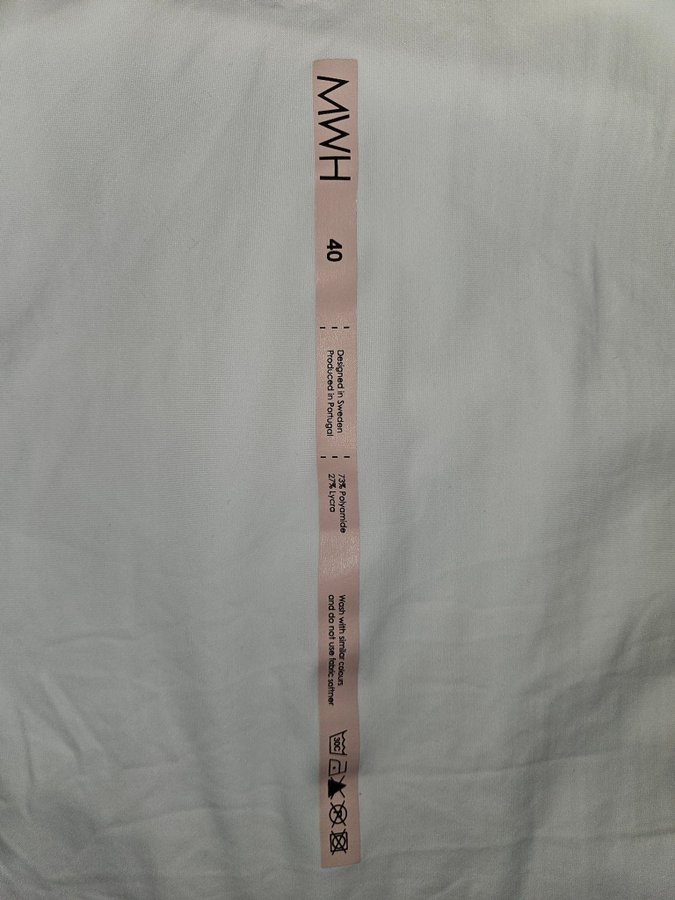 MWH
40
Designed in Sweden
Produced in Portugal
73% Polyamide
27% Lycra
Wash with similar colours
and do not use fabric softner
30C
P